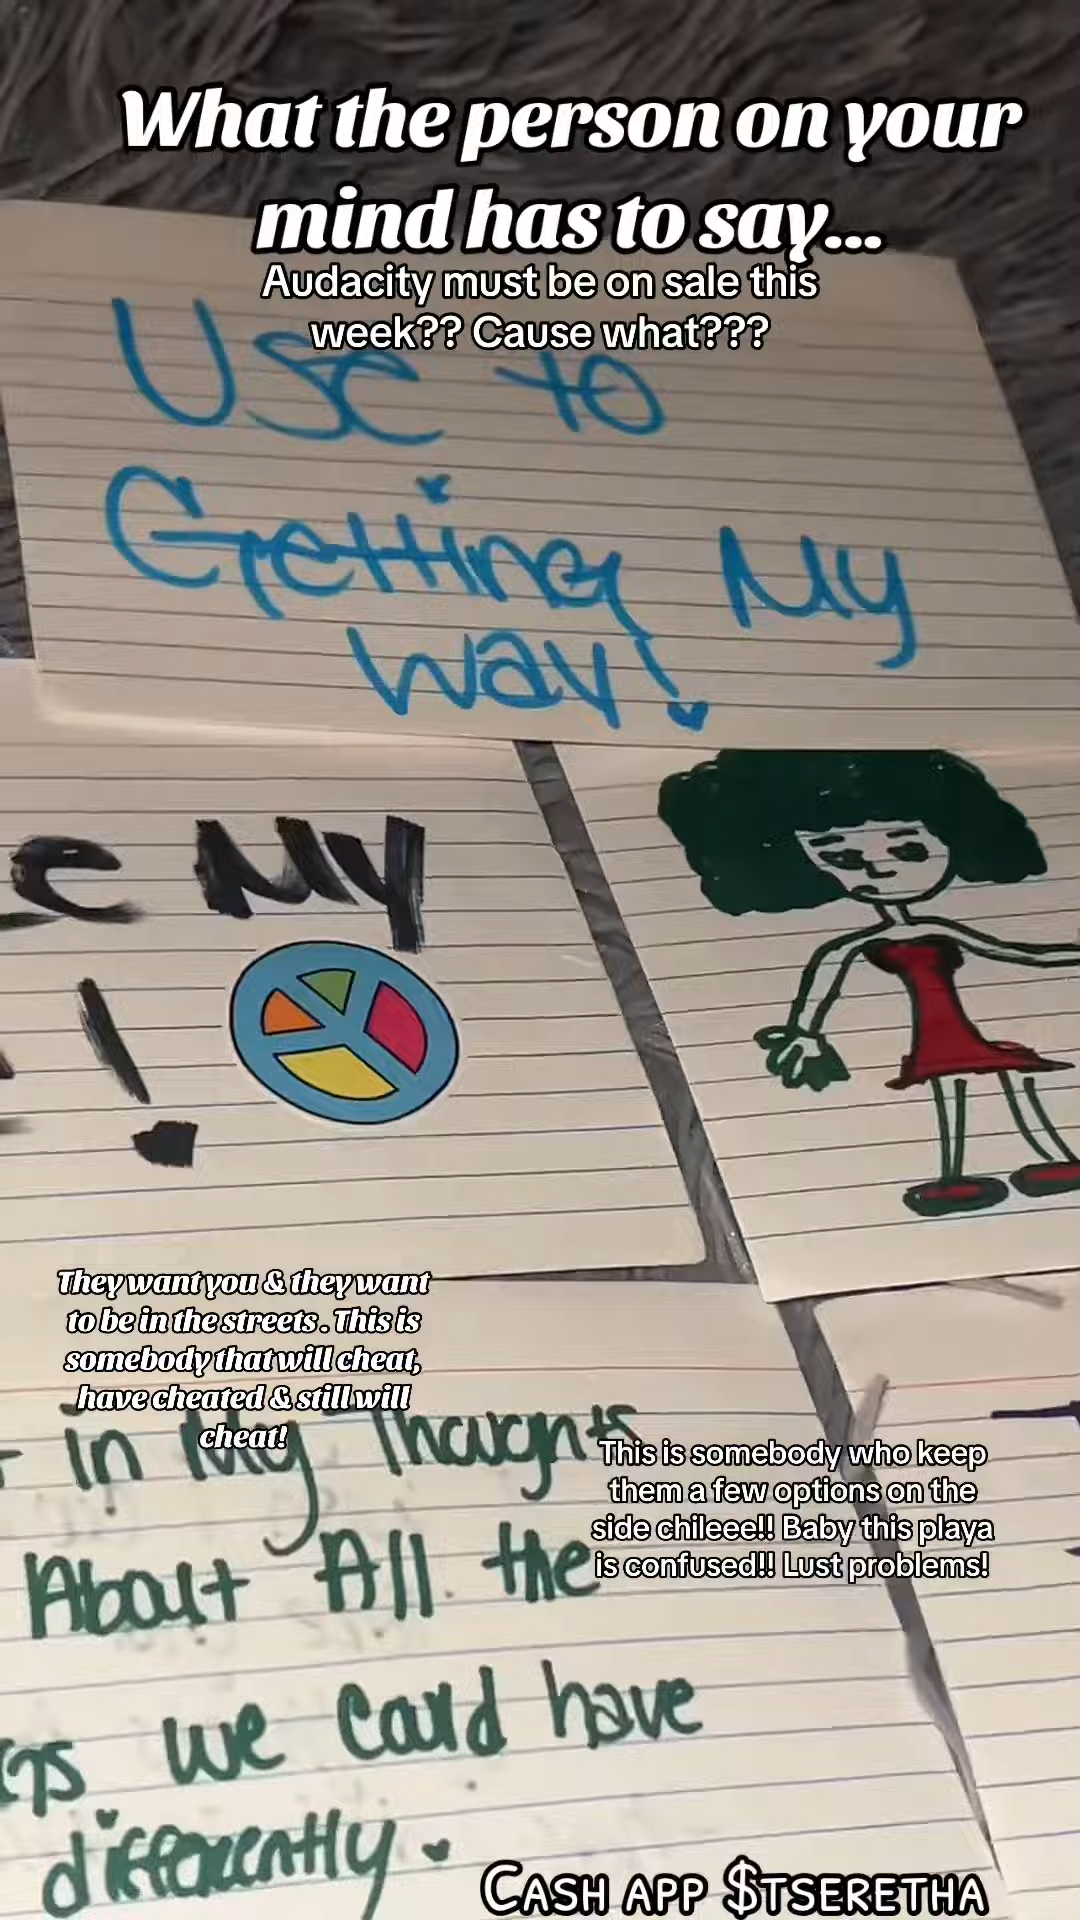 What the person on your
mind has to say...
Audacity must be on sale this
week?? Cause what???
Use to
Getting My
way!
My
!
They want you & they want
to be in the streets . This is
somebody that will cheat,
have cheated & still will
cheat!
in My Thoughts
This is somebody who keep
them a few options on the
side chileee!! Baby this playa
is confused!! Lust problems!
About All the
we Could have
differently.
CASH APP $TSERETHA